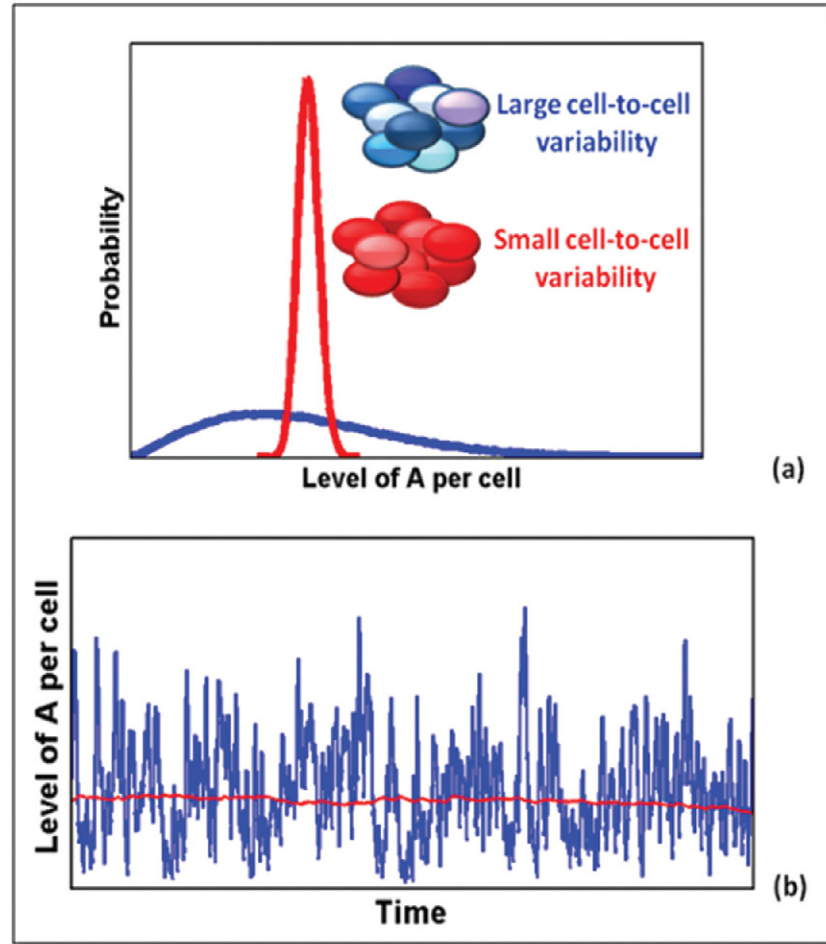 Large cell-to-cell
variability
Small cell-to-cell
variability
Probability
Level of A per cell
(a)
Level of A per cell
Time
(b)